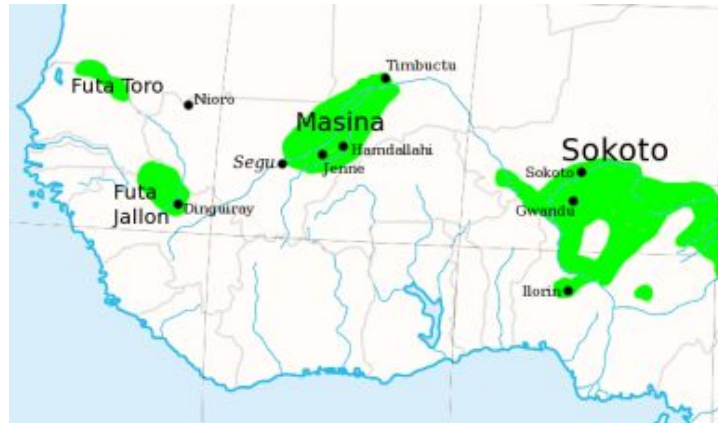 Timbuctu
Futa Toro
Nioro
Masina
Hamdallahi
Segu
Jenne
Sokoto
Sokoto
Futa
Jallon
Dinguiray
Gwandu
Ilorin